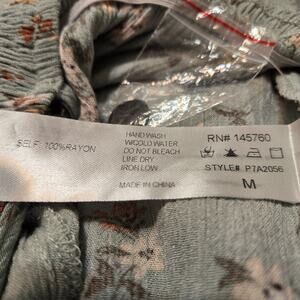 SELF: 100%RAYON
HAND WASH
W/COLD WATER
DO NOT BLEACH
LINE DRY
IRON LOW
MADE IN CHINA
RN# 145760
STYLE# P7A2056
M